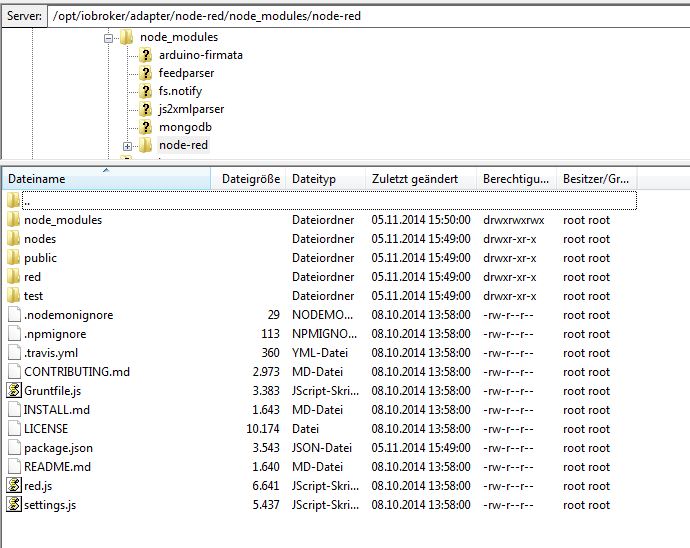 Server: /opt/iobroker/adapter/node-red/node_modules/node-red
node_modules
arduino-firmata
feedparser
fs.notify
js2xmlparser
mongodb
node-red
Dateiname Dateigröße Dateityp Zuletzt geändert Berechtigu... Besitzer/Gr...
..
node_modules Dateiordner 05.11.2014 15:50:00 drwxrwxrwx root root
nodes Dateiordner 05.11.2014 15:49:00 drwxr-xr-x root root
public Dateiordner 05.11.2014 15:49:00 drwxr-xr-x root root
red Dateiordner 05.11.2014 15:49:00 drwxr-xr-x root root
test Dateiordner 05.11.2014 15:49:00 drwxr-xr-x root root
.nodemonignore 29 NODEMO... 08.10.2014 13:58:00 -rw-r--r-- root root
.npmignore 113 NPMIGNO... 08.10.2014 13:58:00 -rw-r--r-- root root
.travis.yml 360 YML-Datei 08.10.2014 13:58:00 -rw-r--r-- root root
CONTRIBUTING.md 2.973 MD-Datei 08.10.2014 13:58:00 -rw-r--r-- root root
Gruntfile.js 3.383 JScript-Skri... 08.10.2014 13:58:00 -rw-r--r-- root root
INSTALL.md 1.643 MD-Datei 08.10.2014 13:58:00 -rw-r--r-- root root
LICENSE 10.174 Datei 08.10.2014 13:58:00 -rw-r--r-- root root
package.json 3.543 JSON-Datei 05.11.2014 15:49:00 -rw-r--r-- root root
README.md 1.640 MD-Datei 08.10.2014 13:58:00 -rw-r--r-- root root
red.js 6.641 JScript-Skri... 08.10.2014 13:58:00 -rw-r--r-- root root
settings.js 5.437 JScript-Skri... 08.10.2014 13:58:00 -rw-r--r-- root root